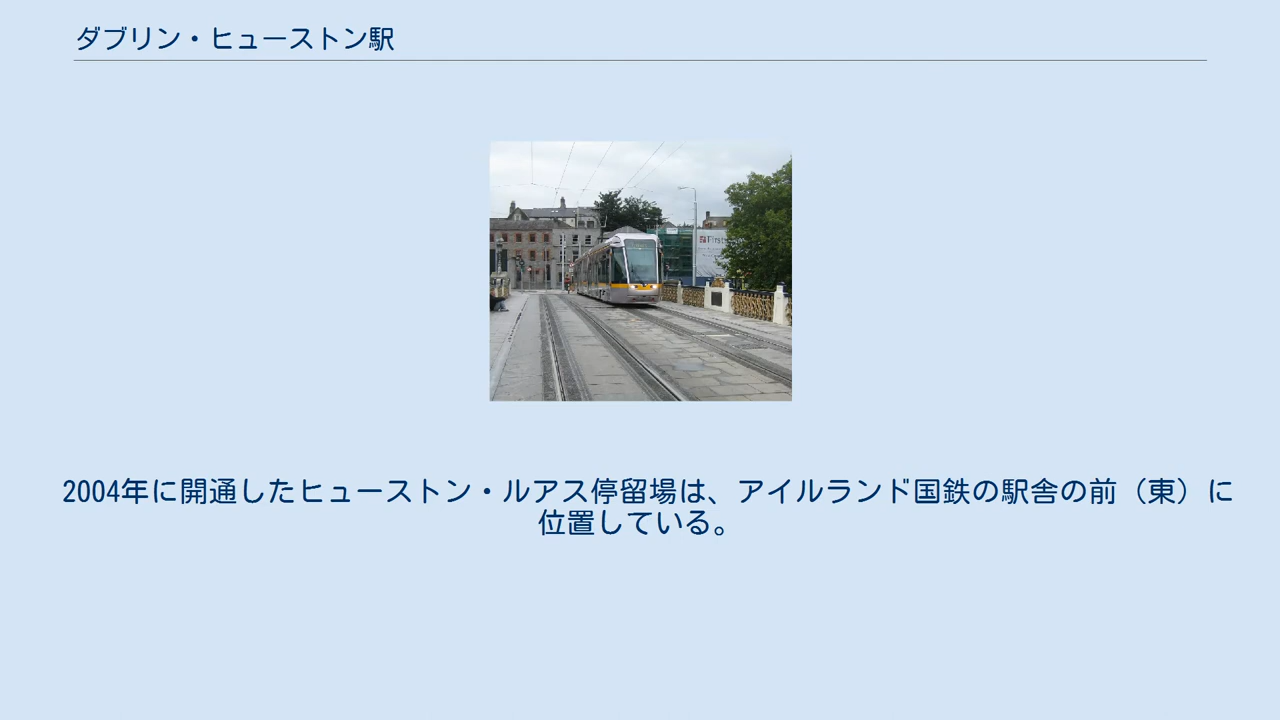 ダブリン・ヒューストン駅
First
2004年に開通したヒューストン・ルアス停留場は、アイルランド国鉄の駅舎の前（東）に
位置している。